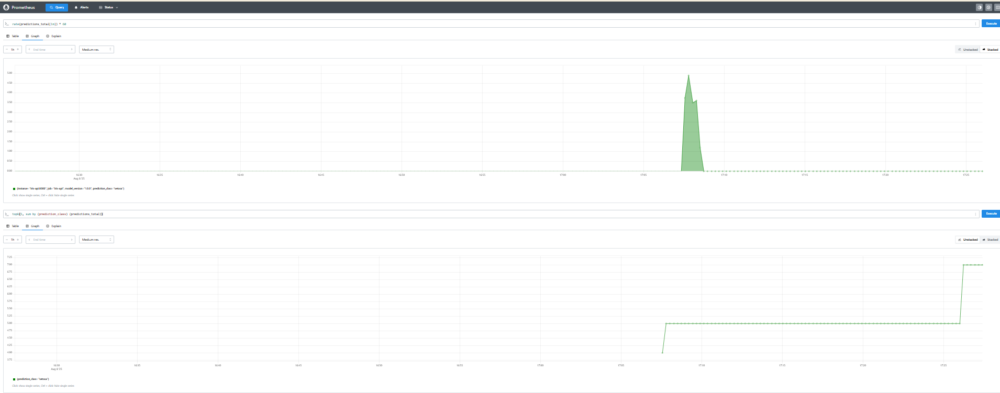 Prometheus Query Alerts Status
rate(predictions_total[1m]) * 60
Execute
Table Graph Explain
1h End time Medium res. Unstacked Stacked
5.00
4.50
4.00
3.50
3.00
2.50
2.00
1.50
1.00
0.50
0.00
16:30 16:35 16:40 16:45 16:50 16:55 17:00 17:05 17:10 17:15 17:20 17:25
Aug 8 '25
{instance="iris-api:8000", job="iris-api", model_version="1.0.0", prediction_class="setosa"}
Click: show single series, Ctrl + click: hide single series
topk(1, sum by (prediction_class) (predictions_total))
Execute
Table Graph Explain
1h End time Medium res. Unstacked Stacked
7.25
7.00
6.75
6.50
6.25
6.00
5.75
5.50
5.25
5.00
4.75
4.50
4.25
4.00
3.75
16:30 16:35 16:40 16:45 16:50 16:55 17:00 17:05 17:10 17:15 17:20 17:25
Aug 8 '25
{prediction_class="setosa"}
Click: show single series, Ctrl + click: hide single series